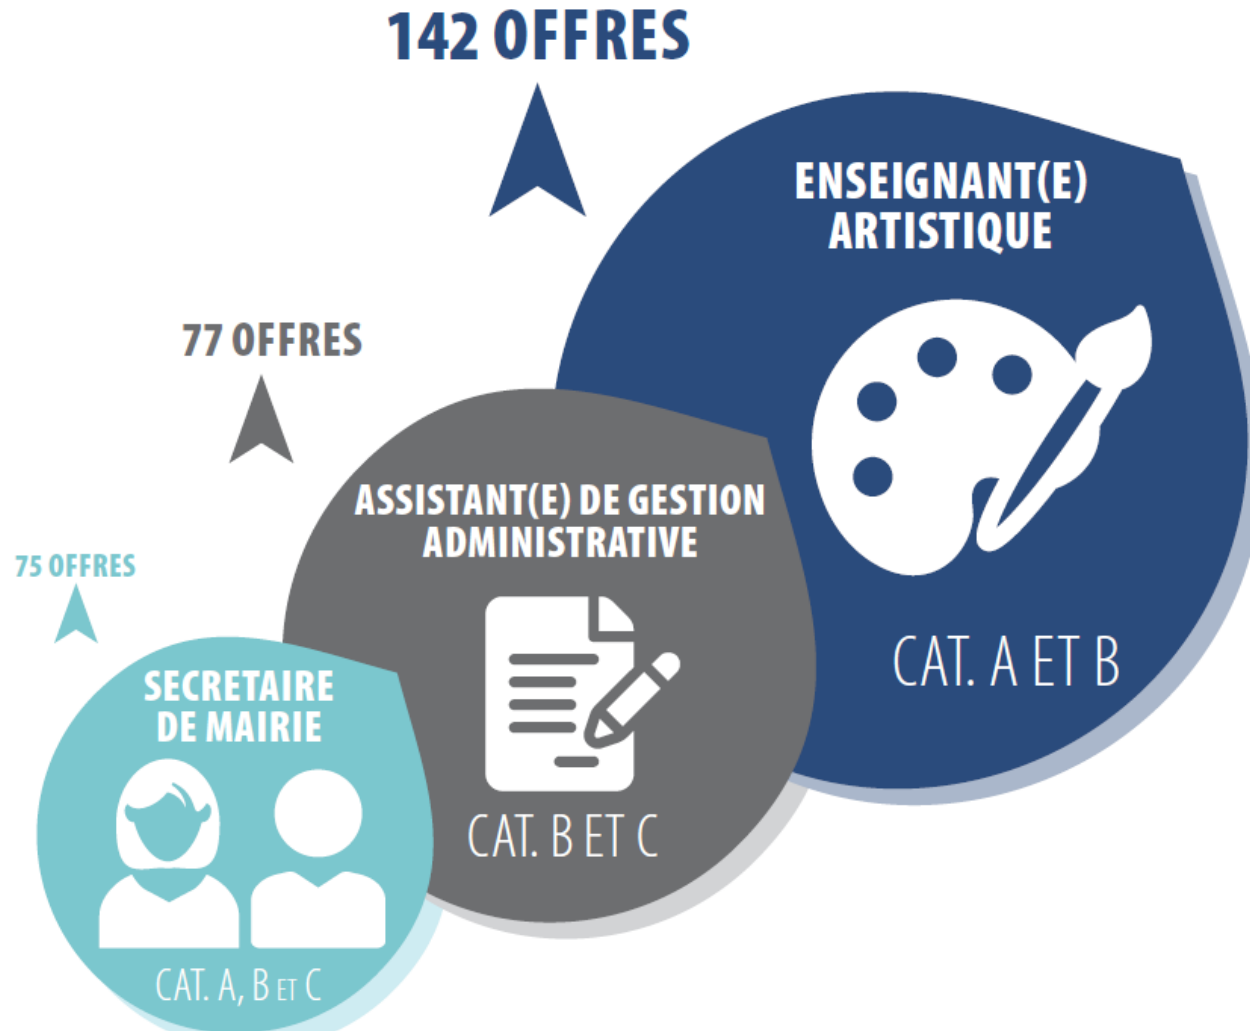 142 OFFRES
ENSEIGNANT(E)
ARTISTIQUE
CAT. A ET B
77 OFFRES
ASSISTANT(E) DE GESTION
ADMINISTRATIVE
CAT. B ET C
75 OFFRES
SECRETAIRE
DE MAIRIE
CAT. A, B ET C